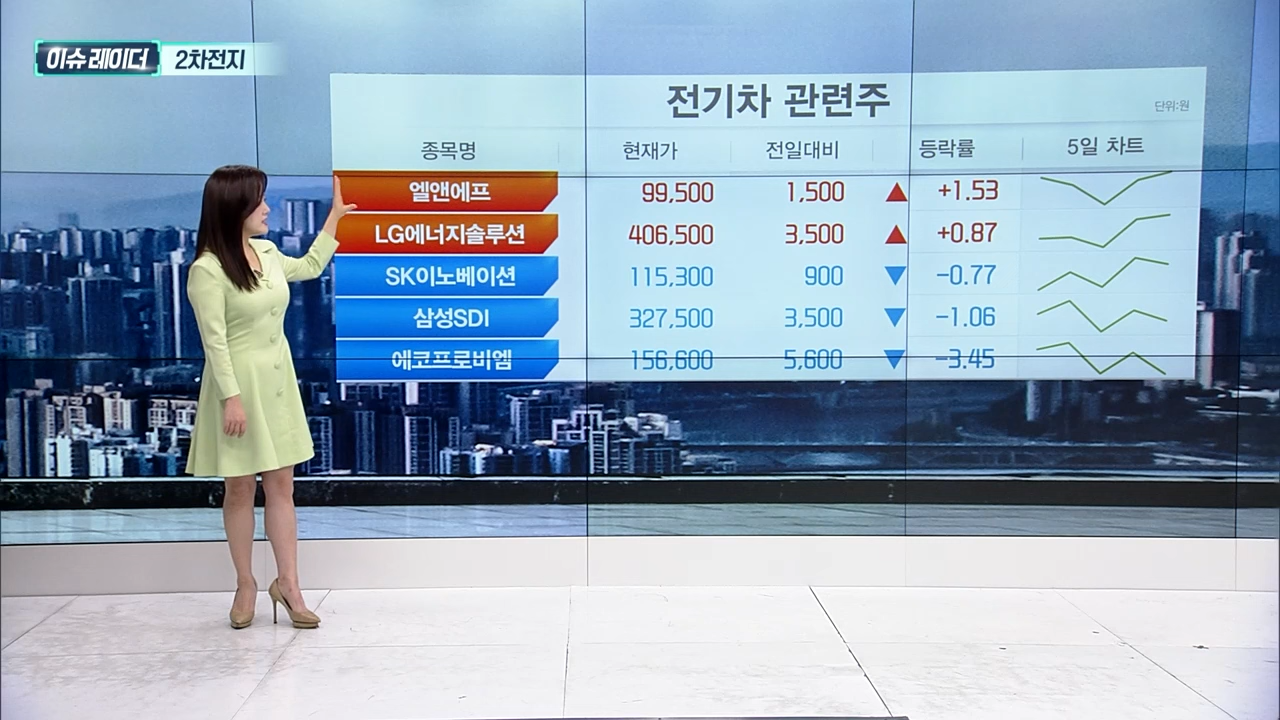 이슈 레이더 2차전지
전기차 관련주
단위:원
종목명 현재가 전일대비 등락률 5일 차트
엘앤에프 99,500 1,500 ▲ +1.53
LG에너지솔루션 406,500 3,500 ▲ +0.87
SK이노베이션 115,300 900 ▼ -0.77
삼성SDI 327,500 3,500 ▼ -1.06
에코프로비엠 156,600 5,600 ▼ -3.45